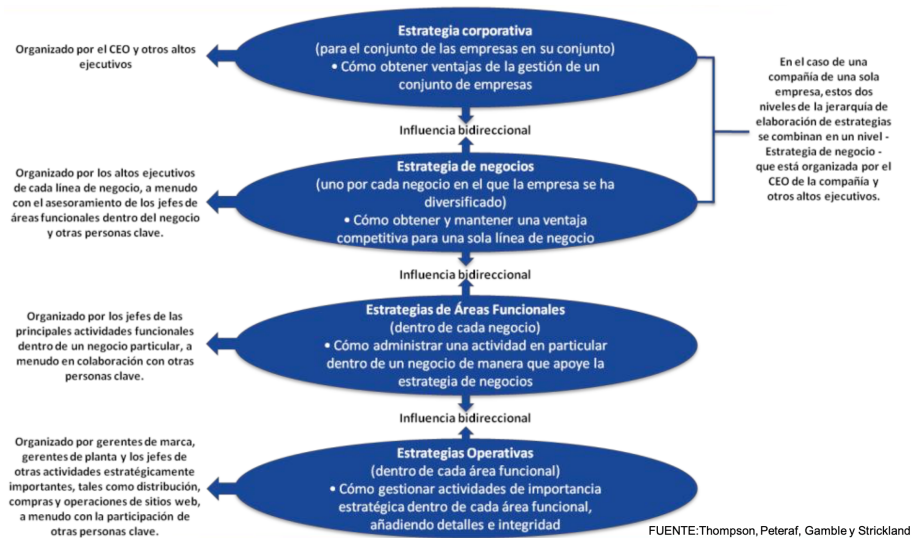 Estrategia corporativa
(para el conjunto de las empresas en su conjunto)
• Cómo obtener ventajas de la gestión de un
conjunto de empresas
Organizado por el CEO y otros altos
ejecutivos
En el caso de una
compañía de una sola
empresa, estos dos
niveles de la jerarquía de
elaboración de estrategias
se combinan en un nivel -
Estrategia de negocio -
que está organizada por el
CEO de la compañía y
otros altos ejecutivos.
Influencia bidireccional
Estrategia de negocios
(uno por cada negocio en el que la empresa se ha
diversificado)
• Cómo obtener y mantener una ventaja
competitiva para una sola línea de negocio
Organizado por los altos ejecutivos
de cada línea de negocio, a menudo
con el asesoramiento de los jefes de
áreas funcionales dentro del negocio
y otras personas clave.
Influencia bidireccional
Estrategias de Áreas Funcionales
(dentro de cada negocio)
• Cómo administrar una actividad en particular
dentro de un negocio de manera que apoye la
estrategia de negocios
Organizado por los jefes de las
principales actividades funcionales
dentro de un negocio particular, a
menudo en colaboración con otras
personas clave.
Influencia bidireccional
Estrategias Operativas
(dentro de cada área funcional)
• Cómo gestionar actividades de importancia
estratégica dentro de cada área funcional,
añadiendo detalles e integridad
Organizado por gerentes de marca,
gerentes de planta y los jefes de
otras actividades estratégicamente
importantes, tales como distribución,
compras y operaciones de sitios web,
a menudo con la participación de
otras personas clave.
FUENTE:Thompson, Peteraf, Gamble y Strickland